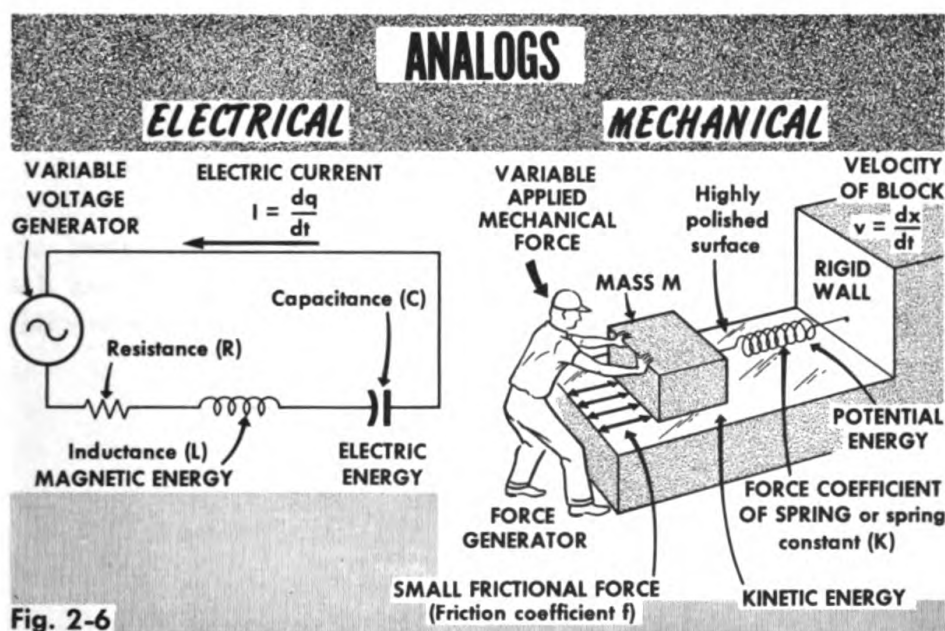 ANALOGS
ELECTRICAL
MECHANICAL
VARIABLE
VOLTAGE
GENERATOR
ELECTRIC CURRENT
I = dq
dt
Capacitance (C)
Resistance (R)
Inductance (L)
MAGNETIC ENERGY
ELECTRIC
ENERGY
VARIABLE
APPLIED
MECHANICAL
FORCE
Highly
polished
surface
VELOCITY
OF BLOCK
v = dx
dt
RIGID
WALL
MASS M
POTENTIAL
ENERGY
FORCE COEFFICIENT
OF SPRING or spring
constant (K)
FORCE
GENERATOR
SMALL FRICTIONAL FORCE
(Friction coefficient f)
KINETIC ENERGY
Fig. 2-6